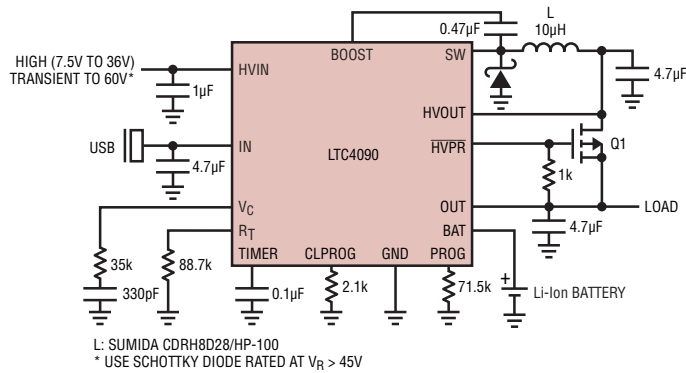 L
10µH
0.47µF
BOOST
SW
HIGH (7.5V TO 36V)
TRANSIENT TO 60V*
HVIN
1µF
4.7µF
HVOUT
USB
IN
LTC4090
HVPR
Q1
4.7µF
1k
VC
OUT
LOAD
RT
BAT
4.7µF
TIMER
CLPROG
GND
PROG
35k
88.7k
330pF
0.1µF
2.1k
71.5k
+
Li-Ion BATTERY
L: SUMIDA CDRH8D28/HP-100
* USE SCHOTTKY DIODE RATED AT VR > 45V